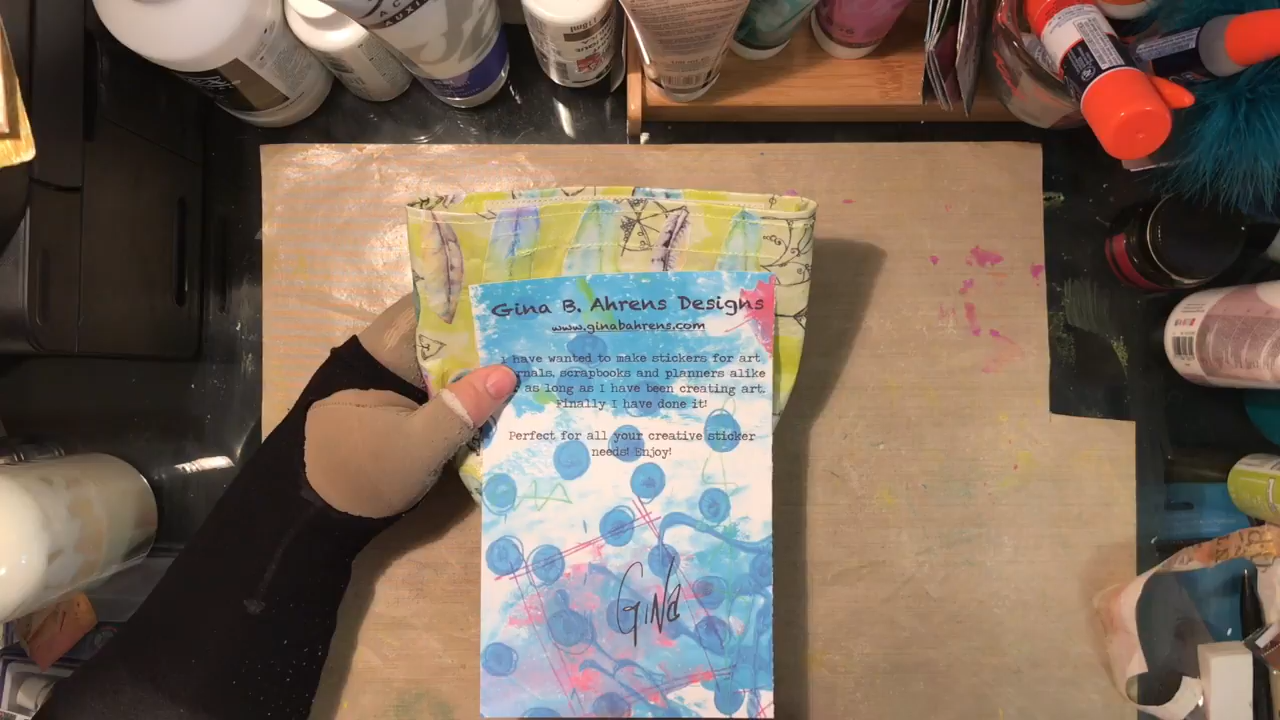 Gina B. Ahrens Designs
www.ginabahrens.com
I have wanted to make stickers for art
rnals, scrapbooks and planners alike
as long as I have been creating art.
Finally I have done it!
Perfect for all your creative sticker
needs! Enjoy!
GiNa